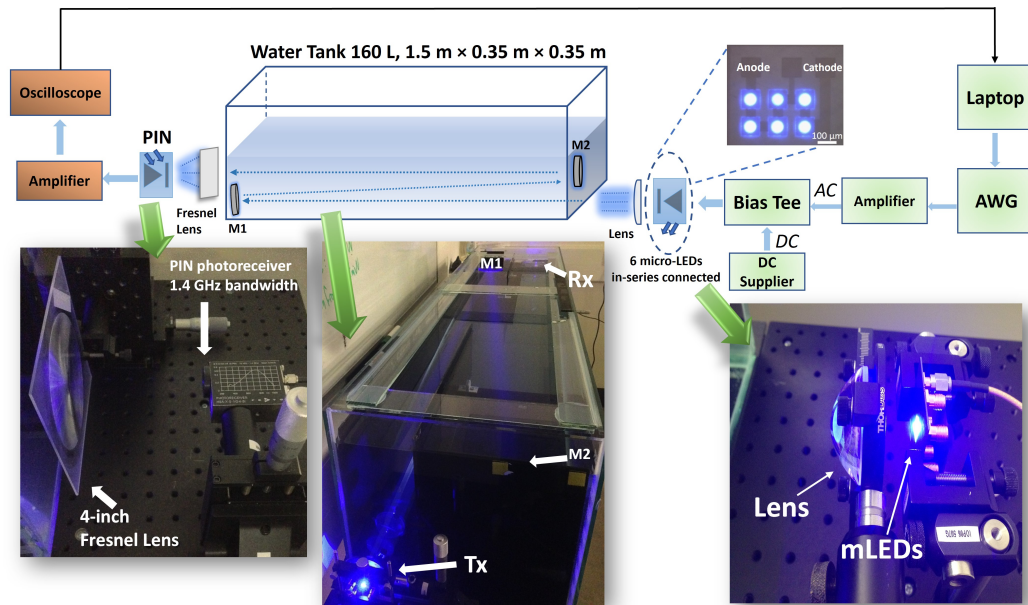 Water Tank 160 L, 1.5 m × 0.35 m × 0.35 m
Oscilloscope
Amplifier
PIN
Fresnel
Lens
M1
M2
Anode
Cathode
100 µm
Lens
6 micro-LEDs
in-series connected
Bias Tee
AC
DC
DC
Supplier
Amplifier
Laptop
AWG
PIN photoreceiver
1.4 GHz bandwidth
4-inch
Fresnel Lens
M1
Rx
M2
Tx
Lens
mLEDs
THORLABS